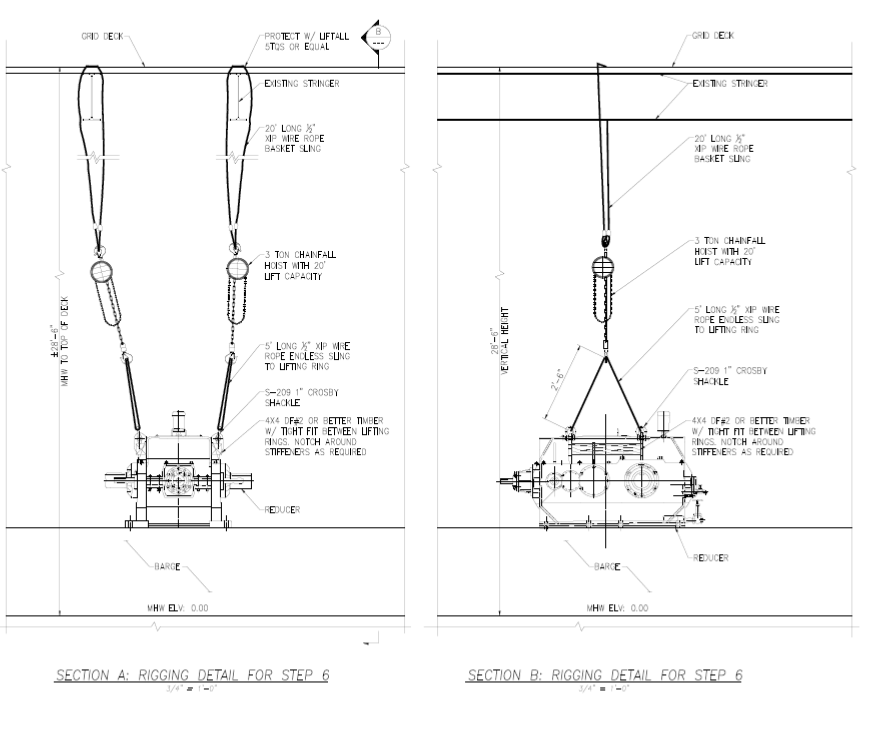 GRID DECK
PROTECT W/ LIFTALL
5TQS OR EQUAL
B
EXISTING STRINGER
20' LONG ½"
XIP WIRE ROPE
BASKET SLING
3 TON CHAINFALL
HOIST WITH 20'
LIFT CAPACITY
±28'-6"
MHW TO TOP OF DECK
5' LONG ½" XIP WIRE
ROPE ENDLESS SLING
TO LIFTING RING
S-209 1" CROSBY
SHACKLE
4X4 DF#2 OR BETTER TIMBER
W/ TIGHT FIT BETWEEN LIFTING
RINGS. NOTCH AROUND
STIFFENERS AS REQUIRED
REDUCER
BARGE
MHW ELV: 0.00
SECTION A: RIGGING DETAIL FOR STEP 6
3/4" = 1'-0"
GRID DECK
EXISTING STRINGER
20' LONG ½"
XIP WIRE ROPE
BASKET SLING
3 TON CHAINFALL
HOIST WITH 20'
LIFT CAPACITY
28'-6"
VERTICAL HEIGHT
5' LONG ½" XIP WIRE
ROPE ENDLESS SLING
TO LIFTING RING
2'-6"
S-209 1" CROSBY
SHACKLE
4X4 DF#2 OR BETTER TIMBER
W/ TIGHT FIT BETWEEN LIFTING
RINGS. NOTCH AROUND
STIFFENERS AS REQUIRED
REDUCER
BARGE
MHW ELV: 0.00
SECTION B: RIGGING DETAIL FOR STEP 6
3/4" = 1'-0"